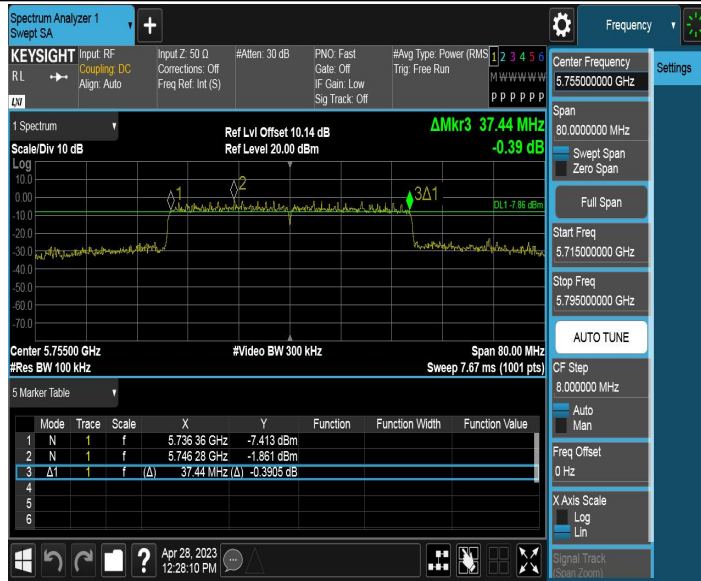 Spectrum Analyzer 1
Swept SA
+
Frequency
KEYSIGHT Input: RF Input Z: 50 Ω #Atten: 30 dB PNO: Fast #Avg Type: Power (RMS 1 2 3 4 5 6
RL Coupling: DC Corrections: Off Gate: Off Trig: Free Run
Align: Auto Freq Ref: Int (S) IF Gain: Low M W W W W W
Sig Track: Off P P P P P P
LXI
1 Spectrum
Ref Lvl Offset 10.14 dB ΔMkr3 37.44 MHz
Scale/Div 10 dB Ref Level 20.00 dBm -0.39 dB
Log
10.0
0.00
-10.0
-20.0
-30.0
-40.0
-50.0
-60.0
-70.0
1
2
3Δ1
DL1 -7.86 dBm
Center 5.75500 GHz #Video BW 300 kHz Span 80.00 MHz
#Res BW 100 kHz Sweep 7.67 ms (1001 pts)
5 Marker Table
Mode Trace Scale X Y Function Function Width Function Value
1 N 1 f 5.736 36 GHz -7.413 dBm
2 N 1 f 5.746 28 GHz -1.861 dBm
3 Δ1 1 f (Δ) 37.44 MHz (Δ) -0.3905 dB
4
5
6
? Apr 28, 2023
12:28:10 PM
Center Frequency
5.755000000 GHz
Settings
Span
80.0000000 MHz
Swept Span
Zero Span
Full Span
Start Freq
5.715000000 GHz
Stop Freq
5.795000000 GHz
AUTO TUNE
CF Step
8.000000 MHz
Auto
Man
Freq Offset
0 Hz
X Axis Scale
Log
Lin
Signal Track
(Span Zoom)